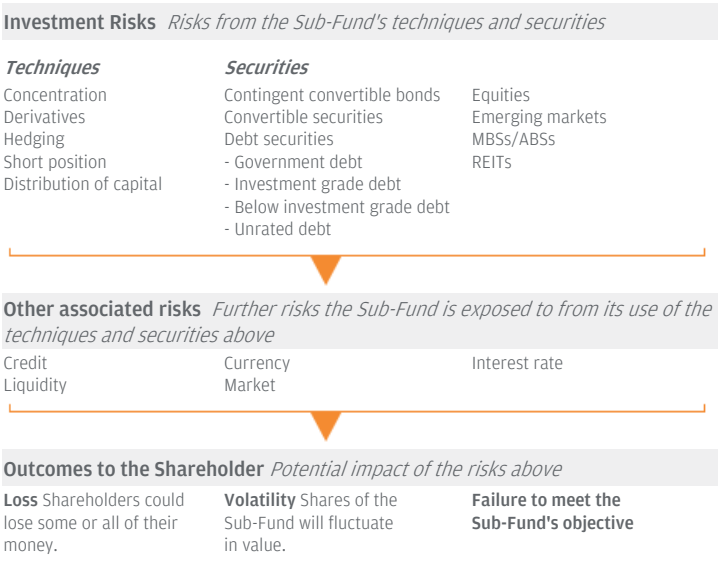 Investment Risks Risks from the Sub-Fund's techniques and securities
Techniques
Concentration
Derivatives
Hedging
Short position
Distribution of capital
Securities
Contingent convertible bonds
Convertible securities
Debt securities
- Government debt
- Investment grade debt
- Below investment grade debt
- Unrated debt
Equities
Emerging markets
MBSs/ABSs
REITs
Other associated risks Further risks the Sub-Fund is exposed to from its use of the
techniques and securities above
Credit
Liquidity
Currency
Market
Interest rate
Outcomes to the Shareholder Potential impact of the risks above
Loss Shareholders could
lose some or all of their
money.
Volatility Shares of the
Sub-Fund will fluctuate
in value.
Failure to meet the
Sub-Fund's objective